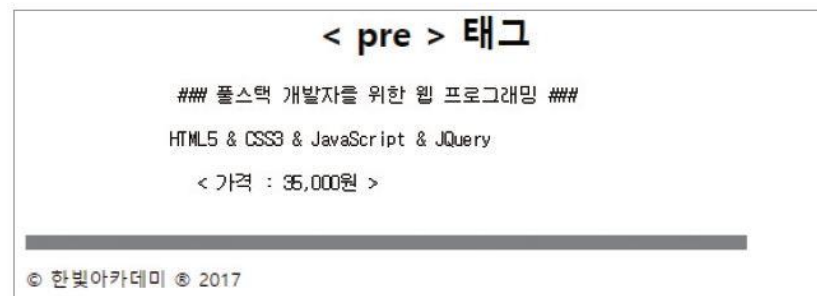 < pre > 태그
### 풀스택 개발자를 위한 웹 프로그래밍 ###
HTML5 & CSS3 & JavaScript & JQuery
< 가격 : 35,000원 >
© 한빛아카데미 ® 2017